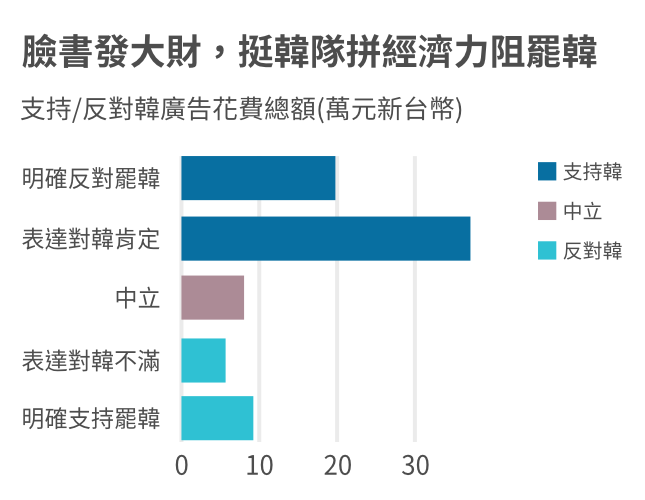 臉書發大財，挺韓隊拼經濟力阻罷韓
支持/反對韓廣告花費總額(萬元新台幣)
明確反對罷韓
表達對韓肯定
中立
表達對韓不滿
明確支持罷韓
0 10 20 30
支持韓
中立
反對韓